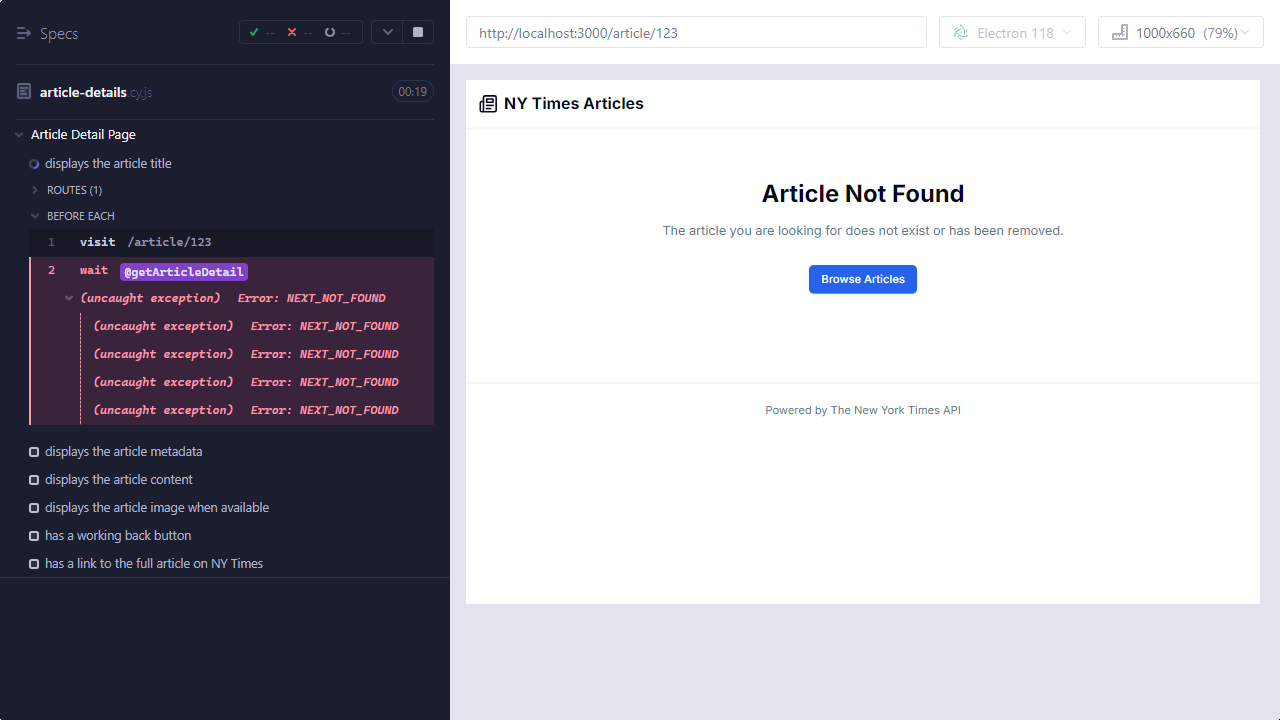 Specs
-- -- --
article-details.cy.js
00:19
Article Detail Page
displays the article title
ROUTES (1)
BEFORE EACH
1 visit /article/123
2 wait @getArticleDetail
(uncaught exception) Error: NEXT_NOT_FOUND
(uncaught exception) Error: NEXT_NOT_FOUND
(uncaught exception) Error: NEXT_NOT_FOUND
(uncaught exception) Error: NEXT_NOT_FOUND
(uncaught exception) Error: NEXT_NOT_FOUND
displays the article metadata
displays the article content
displays the article image when available
has a working back button
has a link to the full article on NY Times
http://localhost:3000/article/123
Electron 118
1000x660 (79%)
NY Times Articles
Article Not Found
The article you are looking for does not exist or has been removed.
Browse Articles
Powered by The New York Times API